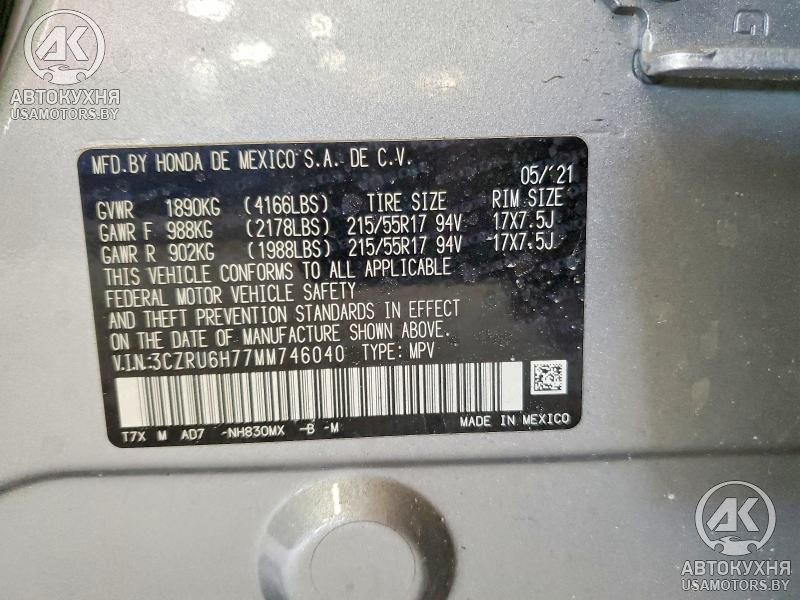 АК
АВТОКУХНЯ
USAMOTORS.BY
G
MFD.BY HONDA DE MEXICO S.A. DE C.V.
05/'21
GVWR 1890KG (4166LBS) TIRE SIZE RIM SIZE
GAWR F 988KG (2178LBS) 215/55R17 94V 17X7.5J
GAWR R 902KG (1988LBS) 215/55R17 94V 17X7.5J
THIS VEHICLE CONFORMS TO ALL APPLICABLE
FEDERAL MOTOR VEHICLE SAFETY
AND THEFT PREVENTION STANDARDS IN EFFECT
ON THE DATE OF MANUFACTURE SHOWN ABOVE.
V.I.N.:3CZRU6H77MM746040 TYPE: MPV
T7X M AD7 -NH830MX -B -M MADE IN MEXICO
АК
АВТОКУХНЯ
USAMOTORS.BY